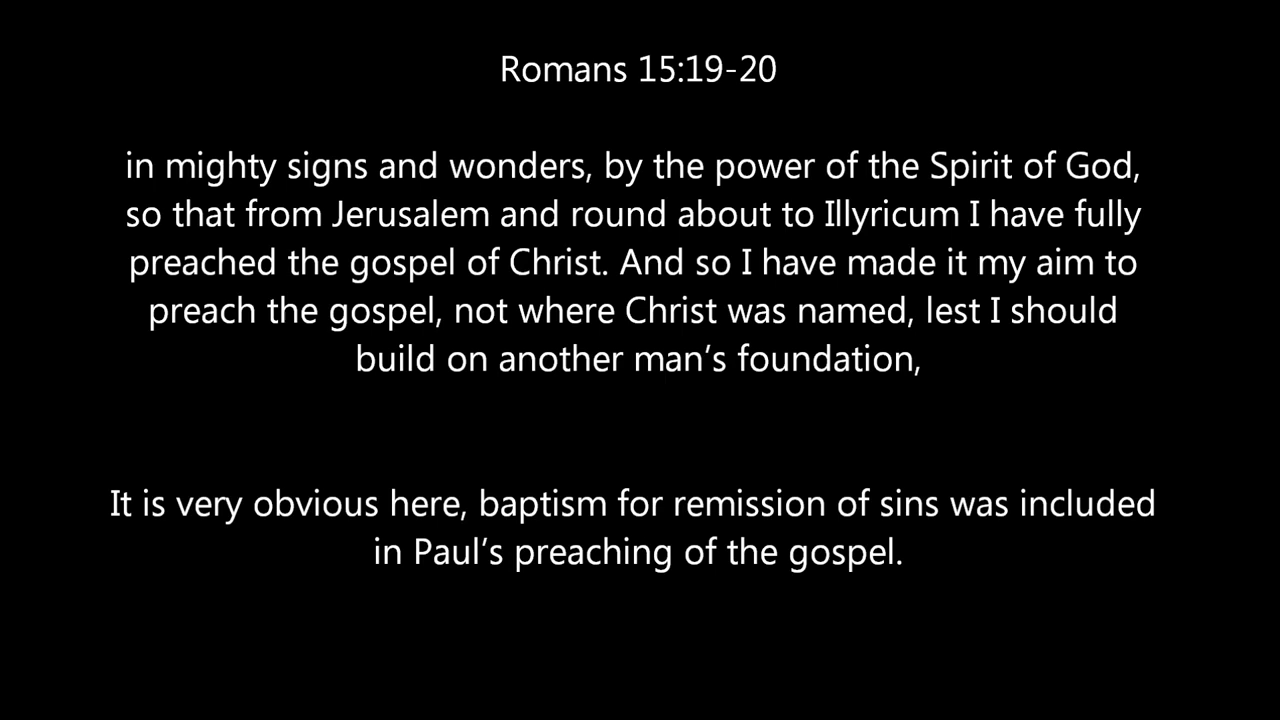 Romans 15:19-20
in mighty signs and wonders, by the power of the Spirit of God,
so that from Jerusalem and round about to Illyricum I have fully
preached the gospel of Christ. And so I have made it my aim to
preach the gospel, not where Christ was named, lest I should
build on another man’s foundation,
It is very obvious here, baptism for remission of sins was included
in Paul’s preaching of the gospel.